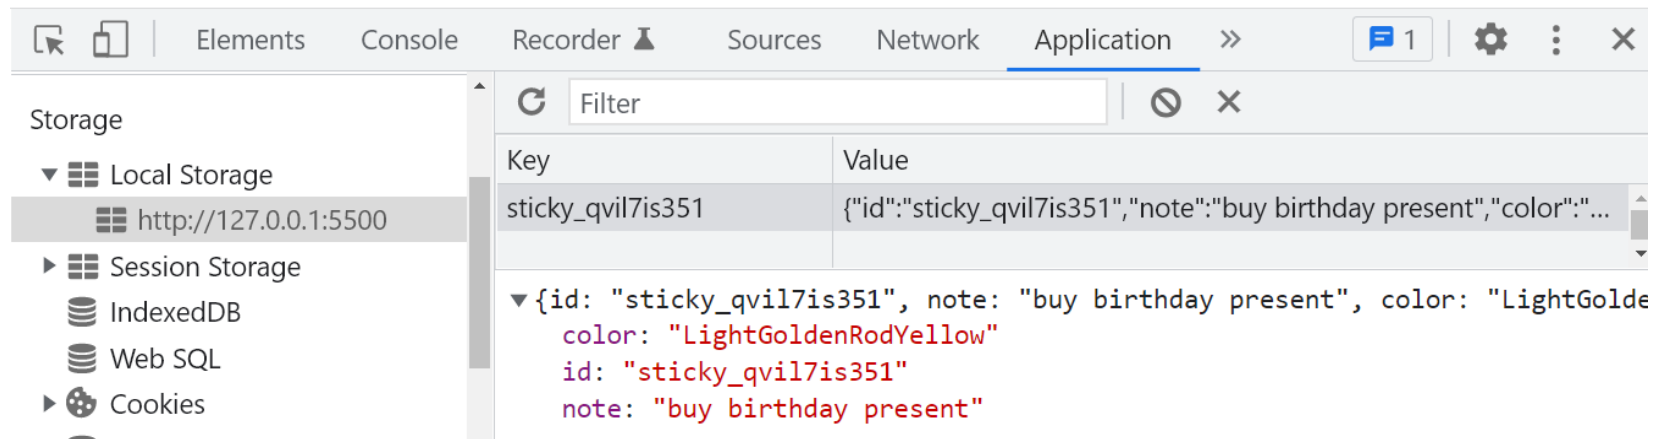 Elements Console Recorder Sources Network Application 1
Filter
Storage
Key Value
Local Storage
sticky_qvil7is351 {"id":"sticky_qvil7is351","note":"buy birthday present","color":"...
http://127.0.0.1:5500
Session Storage
{id: "sticky_qvil7is351", note: "buy birthday present", color: "LightGolde
IndexedDB
color: "LightGoldenRodYellow"
Web SQL
id: "sticky_qvil7is351"
Cookies
note: "buy birthday present"